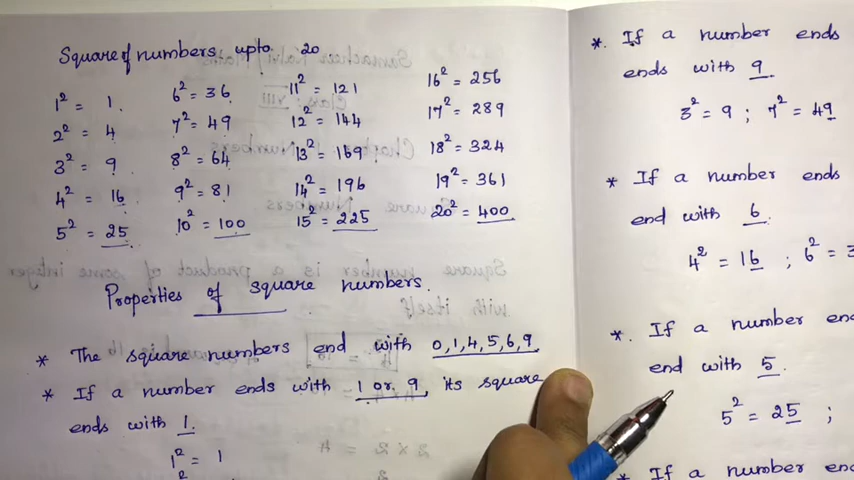 Square of numbers upto 20
1² = 1
2² = 4
3² = 9
4² = 16
5² = 25
6² = 36
7² = 49
8² = 64
9² = 81
10² = 100
11² = 121
12² = 144
13² = 169
14² = 196
15² = 225
16² = 256
17² = 289
18² = 324
19² = 361
20² = 400
Properties of square numbers.
* The square numbers end with 0,1,4,5,6,9
* If a number ends with 1 or 9, its square
ends with 1.
1² = 1
* If a number ends
ends with 9
3² = 9 ; 7² = 49
* If a number ends
end with 6
4² = 16 ; 6² = 3
* If a number end
end with 5
5² = 25 ;
* If a number end